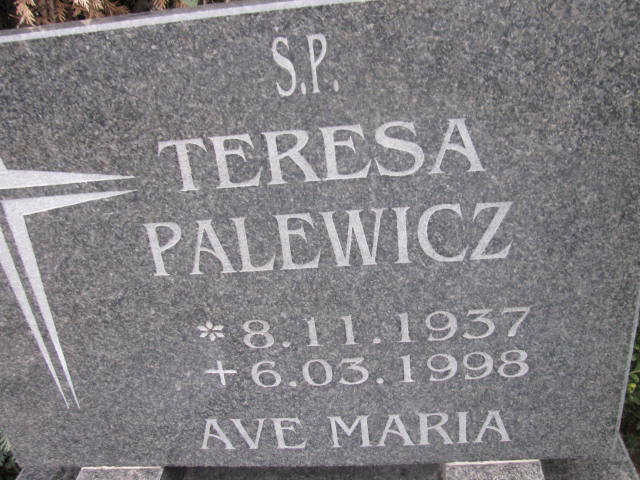 Ś.P.
TERESA
PALEWICZ
* 8.11.1937
+ 6.03.1998
AVE MARIA